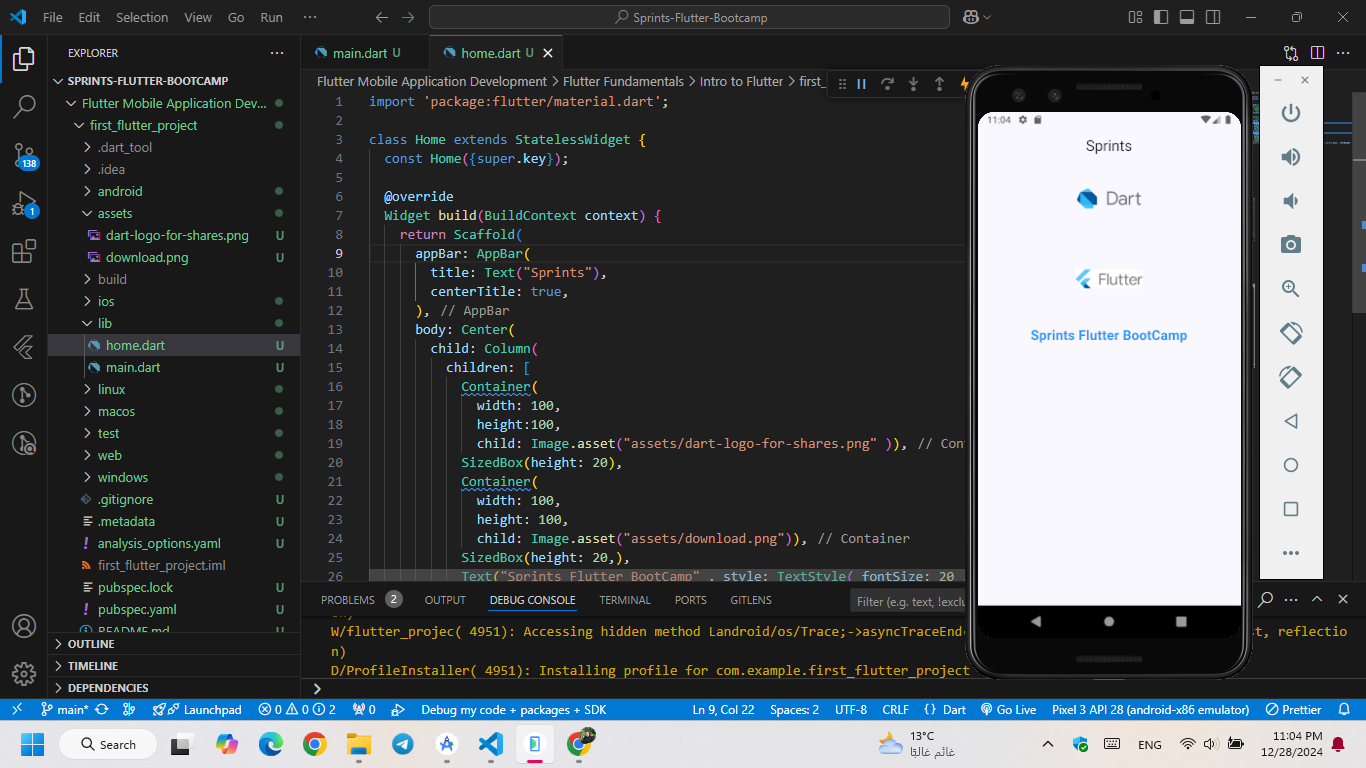 File Edit Selection View Go Run ··· Sprints-Flutter-Bootcamp
EXPLORER ···
SPRINTS-FLUTTER-BOOTCAMP
Flutter Mobile Application Dev...
first_flutter_project
.dart_tool
.idea
android
assets
dart-logo-for-shares.png U
download.png U
build
ios
lib
home.dart U
main.dart U
linux
macos
test
web
windows
.gitignore U
.metadata U
analysis_options.yaml U
first_flutter_project.iml
pubspec.lock U
pubspec.yaml U
README.md
OUTLINE
TIMELINE
DEPENDENCIES
138
1
main.dart U home.dart U
Flutter Mobile Application Development > Flutter Fundamentals > Intro to Flutter > first_
1 import 'package:flutter/material.dart';
2
3 class Home extends StatelessWidget {
4 const Home({super.key});
5
6 @override
7 Widget build(BuildContext context) {
8 return Scaffold(
9 appBar: AppBar(
10 title: Text("Sprints"),
11 centerTitle: true,
12 ), // AppBar
13 body: Center(
14 child: Column(
15 children: [
16 Container(
17 width: 100,
18 height:100,
19 child: Image.asset("assets/dart-logo-for-shares.png" )), // Con
20 SizedBox(height: 20),
21 Container(
22 width: 100,
23 height: 100,
24 child: Image.asset("assets/download.png")), // Container
25 SizedBox(height: 20,),
26 Text("Sprints Flutter BootCamp" , style: TextStyle( fontSize: 20
PROBLEMS 2 OUTPUT DEBUG CONSOLE TERMINAL PORTS GITLENS Filter (e.g. text, !exclu
W/flutter_projec( 4951): Accessing hidden method Landroid/os/Trace;->asyncTraceEnd
st, reflectio
n)
D/ProfileInstaller( 4951): Installing profile for com.example.first_flutter_project
11:04
Sprints
Dart
Flutter
Sprints Flutter BootCamp
main* Launchpad 0 0 2 0 Debug my code + packages + SDK Ln 9, Col 22 Spaces: 2 UTF-8 CRLF {} Dart Go Live Pixel 3 API 28 (android-x86 emulator) Prettier
Search
13°C
غائم غالبًا
ENG
11:04 PM
12/28/2024